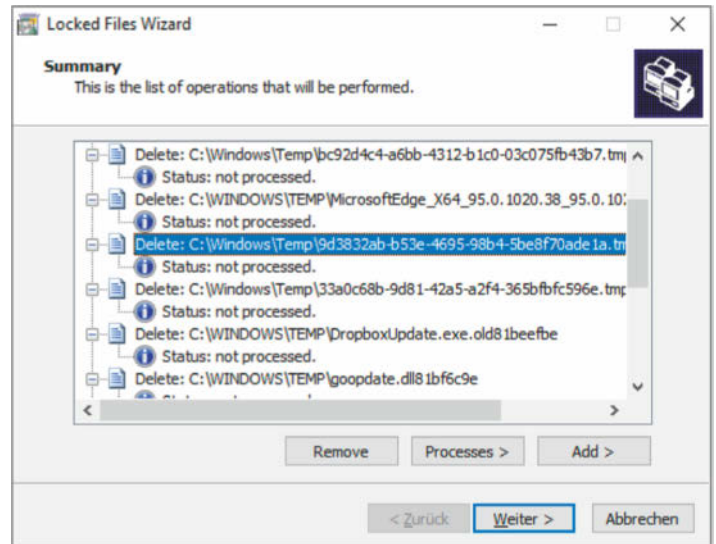 Locked Files Wizard
Summary
This is the list of operations that will be performed.
Delete: C:\Windows\Temp\bc92d4c4-a6bb-4312-b1c0-03c075fb43b7.tmp
Status: not processed.
Delete: C:\WINDOWS\TEMP\MicrosoftEdge_X64_95.0.1020.38_95.0.102
Status: not processed.
Delete: C:\Windows\Temp\9d3832ab-b53e-4695-98b4-5be8f70ade1a.tm
Status: not processed.
Delete: C:\Windows\Temp\33a0c68b-9d81-42a5-a2f4-365bfbfc596e.tmp
Status: not processed.
Delete: C:\WINDOWS\TEMP\DropboxUpdate.exe.old81beefbe
Status: not processed.
Delete: C:\WINDOWS\TEMP\goopdate.dll81bf6c9e
Remove Processes > Add >
< Zurück Weiter > Abbrechen